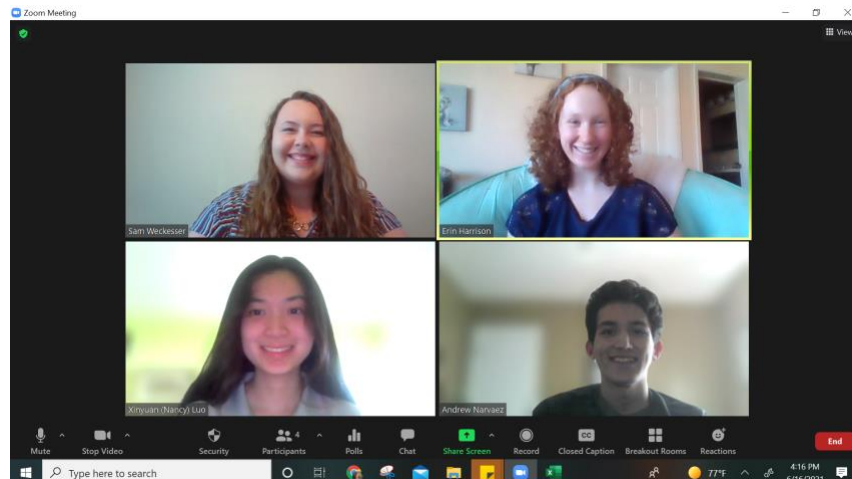 Zoom Meeting
View
Sam Weckesser
Erin Harrison
Xinyuan (Nancy) Luo
Andrew Narvaez
4
Mute
Stop Video
Security
Participants
Polls
Chat
Share Screen
Record
CC
Closed Caption
Breakout Rooms
Reactions
End
Type here to search
77°F
4:16 PM